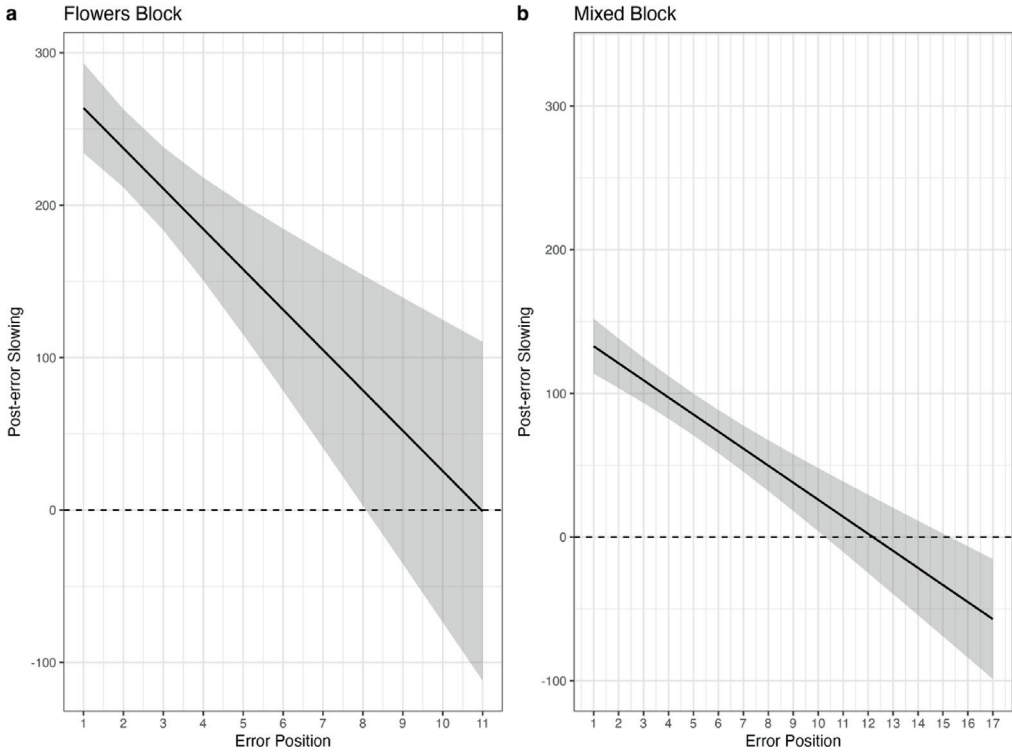 a Flowers Block
Post-error Slowing
300
200
100
0
-100
1 2 3 4 5 6 7 8 9 10 11
Error Position
b Mixed Block
Post-error Slowing
300
200
100
0
-100
1 2 3 4 5 6 7 8 9 10 11 12 13 14 15 16 17
Error Position